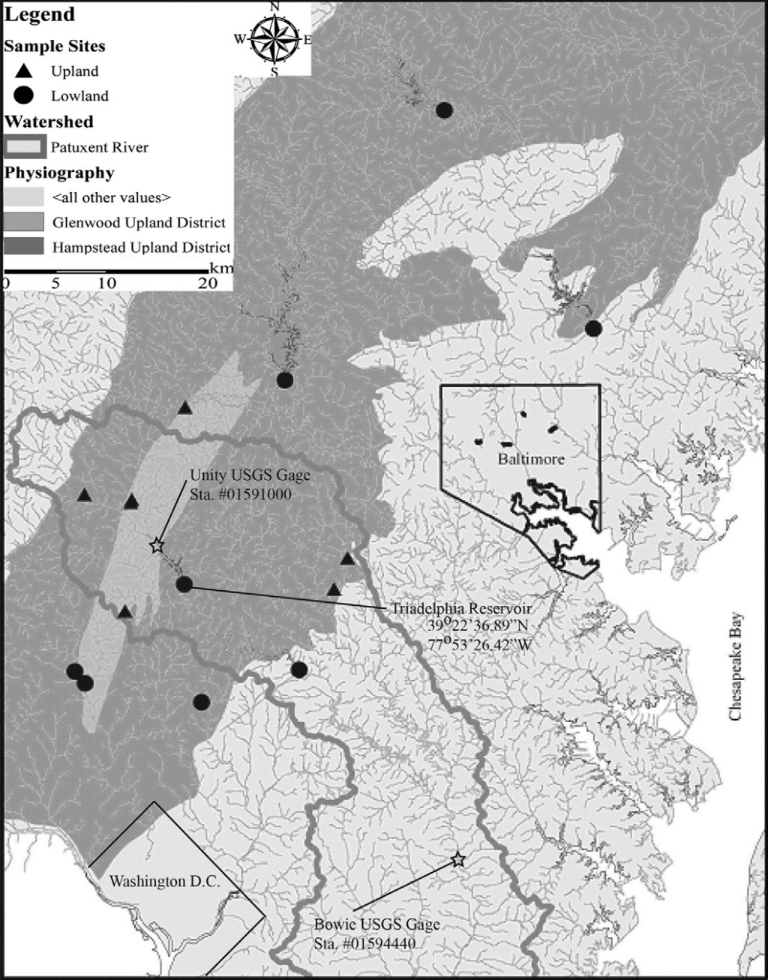 Legend
Sample Sites
Upland
Lowland
Watershed
Patuxent River
Physiography
<all other values>
Glenwood Upland District
Hampstead Upland District
km
0 5 10 20
N
W E
S
Baltimore
Unity USGS Gage
Sta. #01591000
Triadelphia Reservoir
39°22'36.89"N
77°53'26.42"W
Chesapeake Bay
Washington D.C.
Bowie USGS Gage
Sta. #01594440